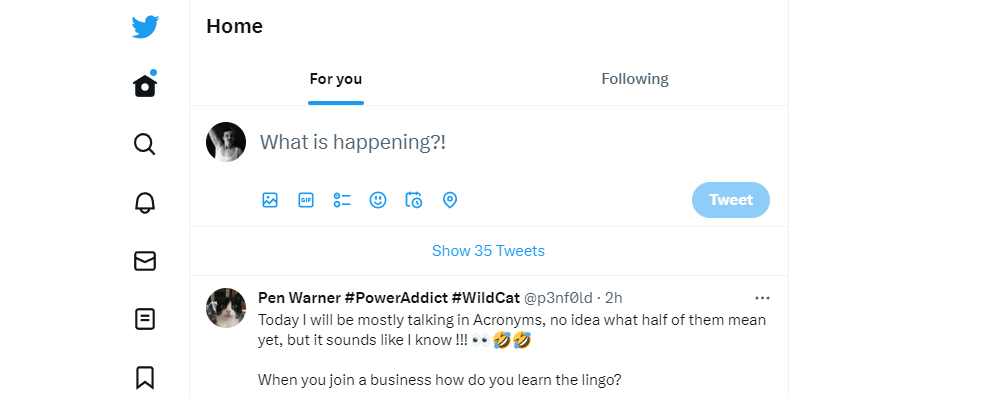 Home
For you
Following
What is happening?!
GIF
Tweet
Show 35 Tweets
Pen Warner #PowerAddict #WildCat @p3nf0ld · 2h
Today I will be mostly talking in Acronyms, no idea what half of them mean
yet, but it sounds like I know !!! 👀🤣🤣
When you join a business how do you learn the lingo?